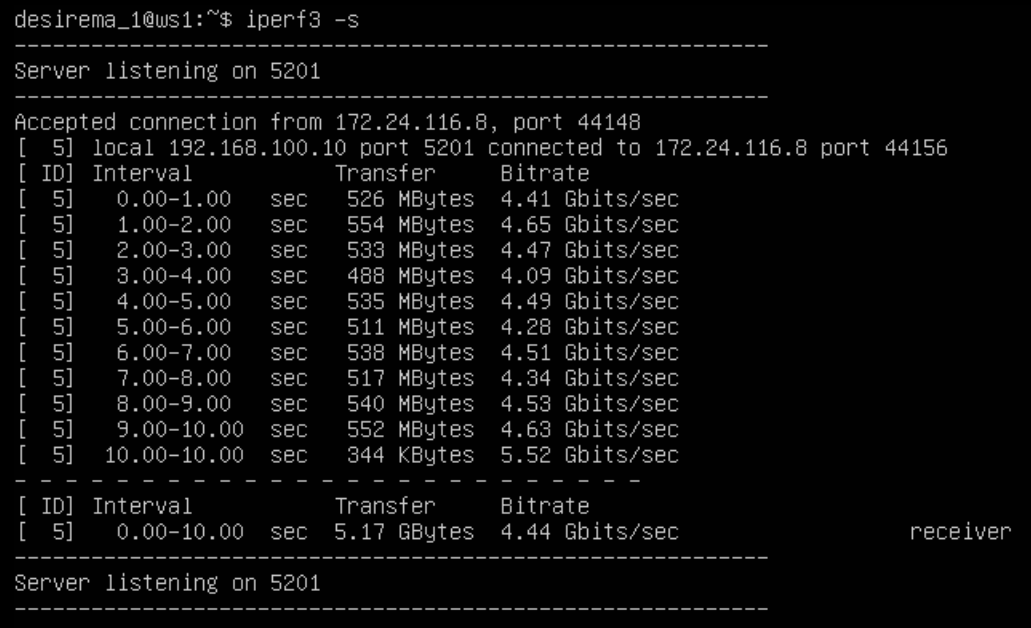 desirema_1@ws1:~$ iperf3 -s
-----------------------------------------------------------
Server listening on 5201
-----------------------------------------------------------
Accepted connection from 172.24.116.8, port 44148
[  5] local 192.168.100.10 port 5201 connected to 172.24.116.8 port 44156
[ ID] Interval           Transfer     Bitrate
[  5]   0.00-1.00   sec   526 MBytes  4.41 Gbits/sec
[  5]   1.00-2.00   sec   554 MBytes  4.65 Gbits/sec
[  5]   2.00-3.00   sec   533 MBytes  4.47 Gbits/sec
[  5]   3.00-4.00   sec   488 MBytes  4.09 Gbits/sec
[  5]   4.00-5.00   sec   535 MBytes  4.49 Gbits/sec
[  5]   5.00-6.00   sec   511 MBytes  4.28 Gbits/sec
[  5]   6.00-7.00   sec   538 MBytes  4.51 Gbits/sec
[  5]   7.00-8.00   sec   517 MBytes  4.34 Gbits/sec
[  5]   8.00-9.00   sec   540 MBytes  4.53 Gbits/sec
[  5]   9.00-10.00  sec   552 MBytes  4.63 Gbits/sec
[  5]  10.00-10.00  sec   344 KBytes  5.52 Gbits/sec
- - - - - - - - - - - - - - - - - - - - - - - - -
[ ID] Interval           Transfer     Bitrate
[  5]   0.00-10.00  sec  5.17 GBytes  4.44 Gbits/sec                  receiver
-----------------------------------------------------------
Server listening on 5201
-----------------------------------------------------------